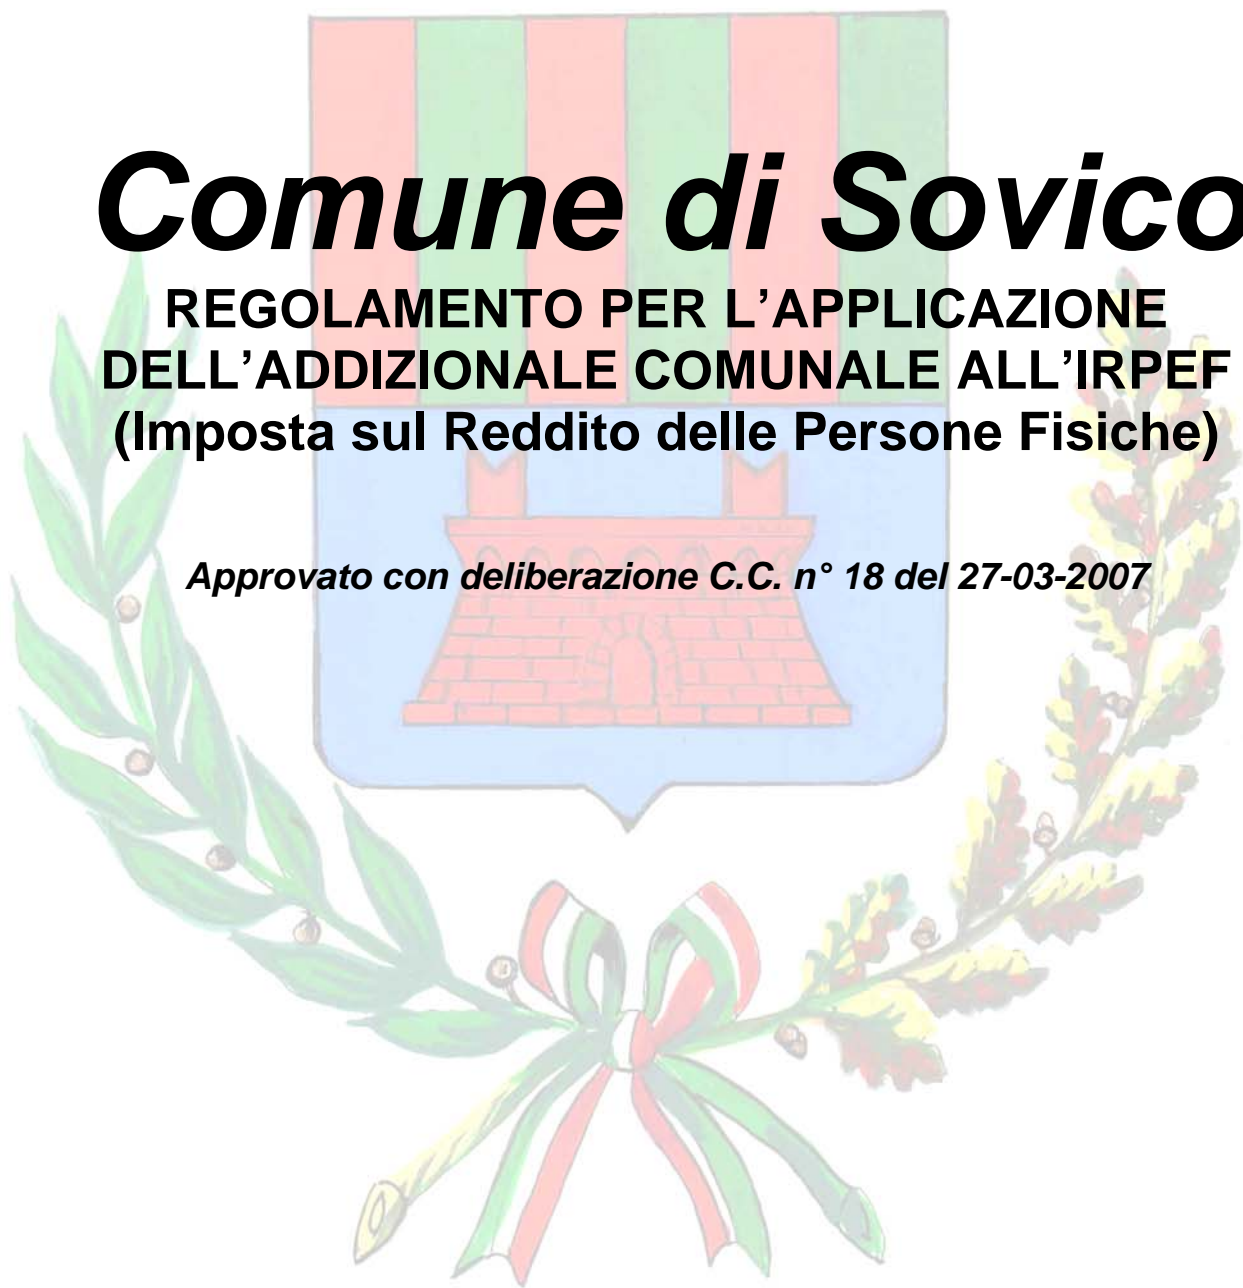 Comune di Sovico
REGOLAMENTO PER L’APPLICAZIONE
DELL’ADDIZIONALE COMUNALE ALL’IRPEF
(Imposta sul Reddito delle Persone Fisiche)
Approvato con deliberazione C.C. n° 18 del 27-03-2007